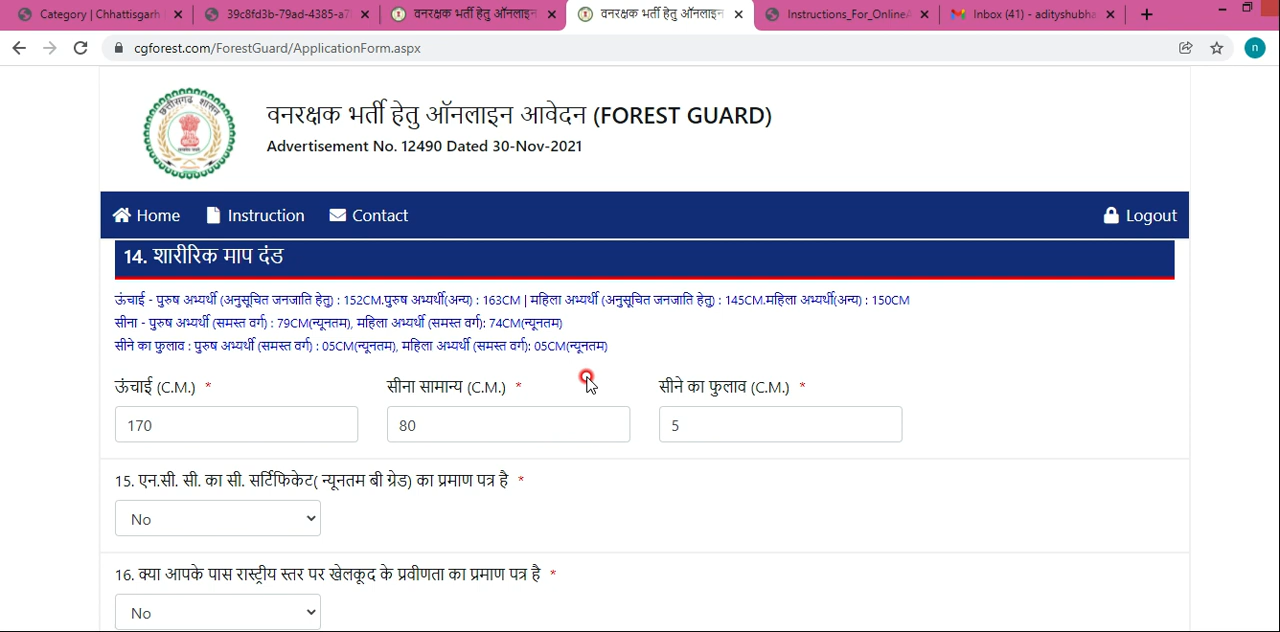 Category | Chhattisgarh
39c8fd3b-79ad-4385-a7
वनरक्षक भर्ती हेतु ऑनलाइन
वनरक्षक भर्ती हेतु ऑनलाइन
Instructions_For_OnlineA
Inbox (41) - adityshubha
cgforest.com/ForestGuard/ApplicationForm.aspx
n
वनरक्षक भर्ती हेतु ऑनलाइन आवेदन (FOREST GUARD)
Advertisement No. 12490 Dated 30-Nov-2021
Home Instruction Contact Logout
14. शारीरिक माप दंड
ऊंचाई - पुरुष अभ्यर्थी (अनुसूचित जनजाति हेतु) : 152CM.पुरुष अभ्यर्थी(अन्य) : 163CM | महिला अभ्यर्थी (अनुसूचित जनजाति हेतु) : 145CM.महिला अभ्यर्थी(अन्य) : 150CM
सीना - पुरुष अभ्यर्थी (समस्त वर्ग) : 79CM(न्यूनतम), महिला अभ्यर्थी (समस्त वर्ग): 74CM(न्यूनतम)
सीने का फुलाव : पुरुष अभ्यर्थी (समस्त वर्ग) : 05CM(न्यूनतम), महिला अभ्यर्थी (समस्त वर्ग): 05CM(न्यूनतम)
ऊंचाई (C.M.) * सीना सामान्य (C.M.) * सीने का फुलाव (C.M.) *
170 80 5
15. एन.सी. सी. का सी. सर्टिफिकेट( न्यूनतम बी ग्रेड) का प्रमाण पत्र है *
No
16. क्या आपके पास रास्ट्रीय स्तर पर खेलकूद के प्रवीणता का प्रमाण पत्र है *
No